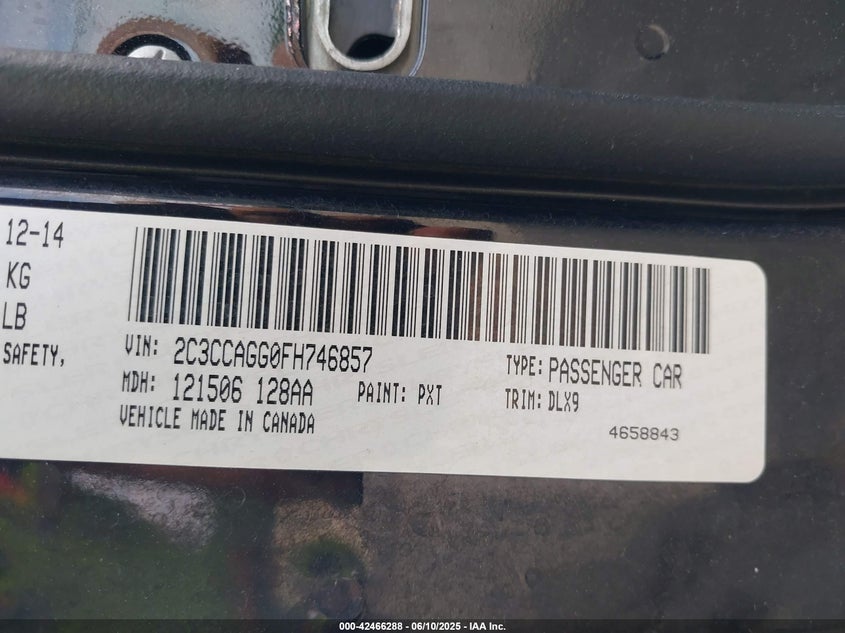 12-14
KG
LB
SAFETY,
VIN: 2C3CCAGG0FH746857
TYPE: PASSENGER CAR
MDH: 121506 128AA
PAINT: PXT
TRIM: DLX9
VEHICLE MADE IN CANADA
4658843
000-42466288 - 06/10/2025 - IAA Inc.